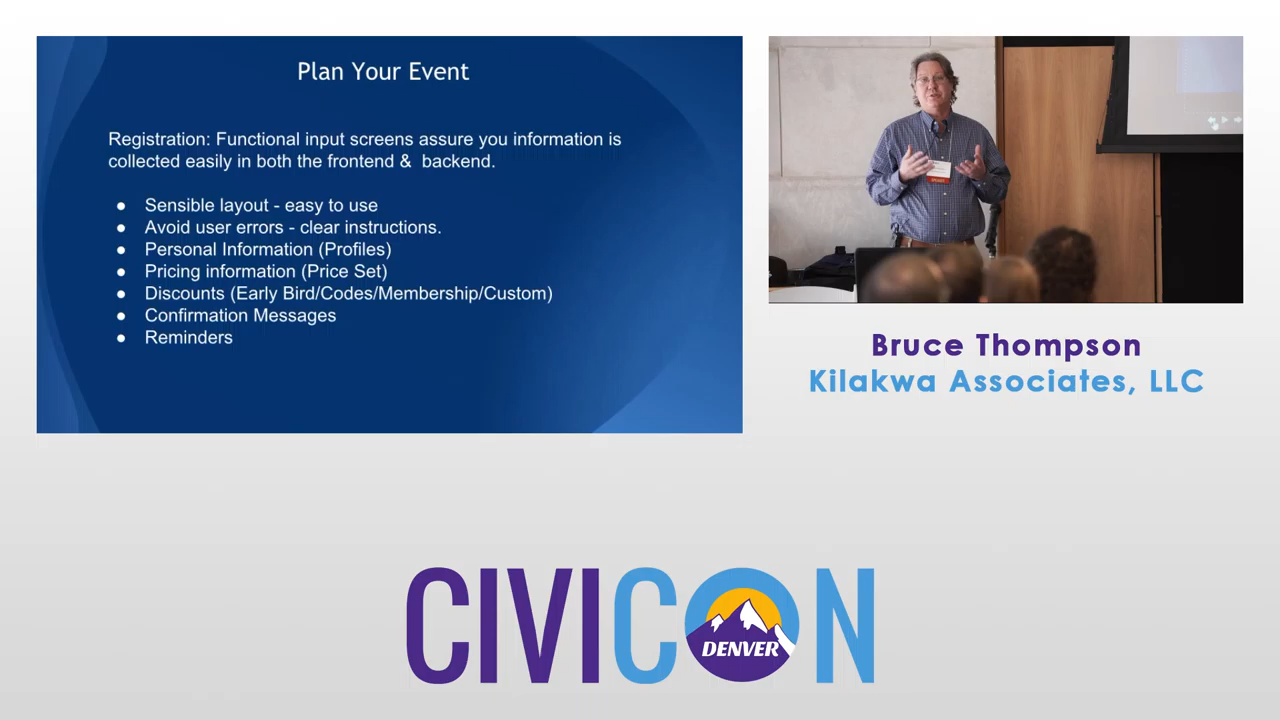 Plan Your Event
Registration: Functional input screens assure you information is
collected easily in both the frontend & backend.
● Sensible layout - easy to use
● Avoid user errors - clear instructions.
● Personal Information (Profiles)
● Pricing information (Price Set)
● Discounts (Early Bird/Codes/Membership/Custom)
● Confirmation Messages
● Reminders
Bruce Thompson
Kilakwa Associates, LLC
CIVICON
DENVER